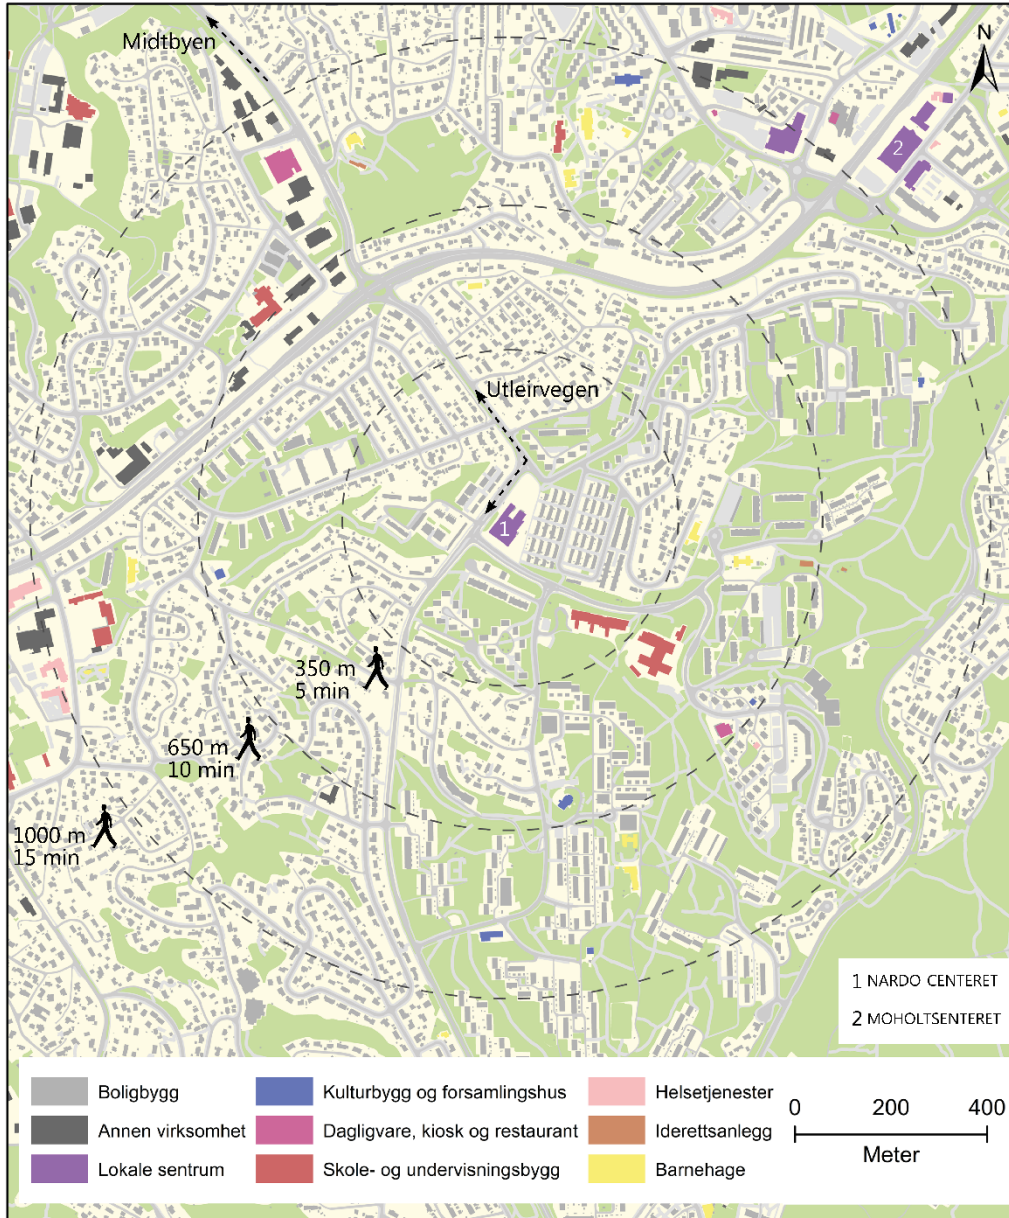 Midtbyen
N
2
Utleirvegen
1
350 m
5 min
650 m
10 min
1000 m
15 min
1 NARDO CENTERET
2 MOHOLTSENTERET
Boligbygg
Annen virksomhet
Lokale sentrum
Kulturbygg og forsamlingshus
Dagligvare, kiosk og restaurant
Skole- og undervisningsbygg
Helsetjenester
Iderettsanlegg
Barnehage
0 200 400
Meter